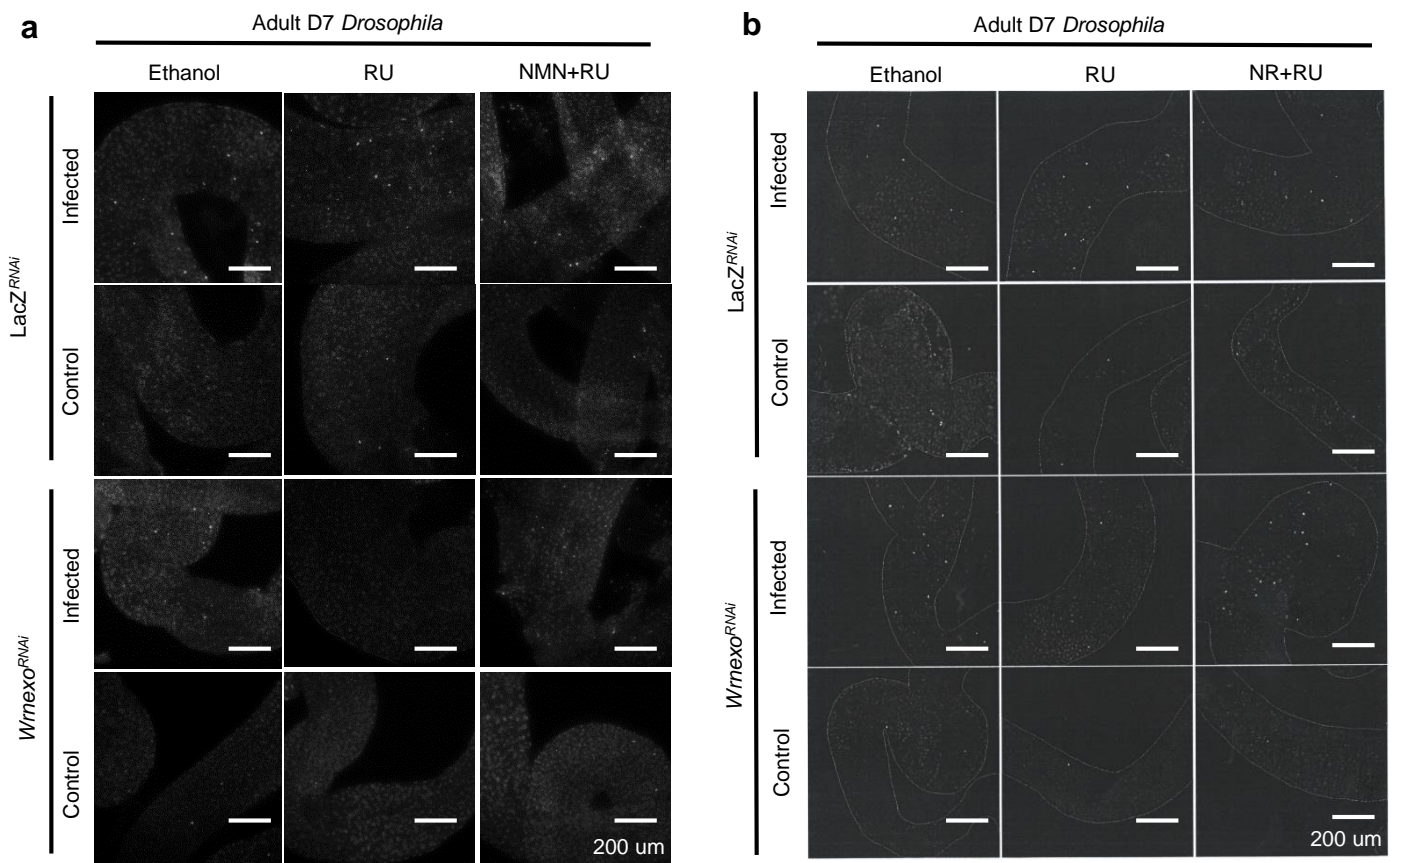 a
Adult D7 Drosophila
Ethanol
RU
NMN+RU
LacZRNAi
Infected
Control
WrnexoRNAi
Infected
Control
200 um
b
Adult D7 Drosophila
Ethanol
RU
NR+RU
LacZRNAi
Infected
Control
WrnexoRNAi
Infected
Control
200 um